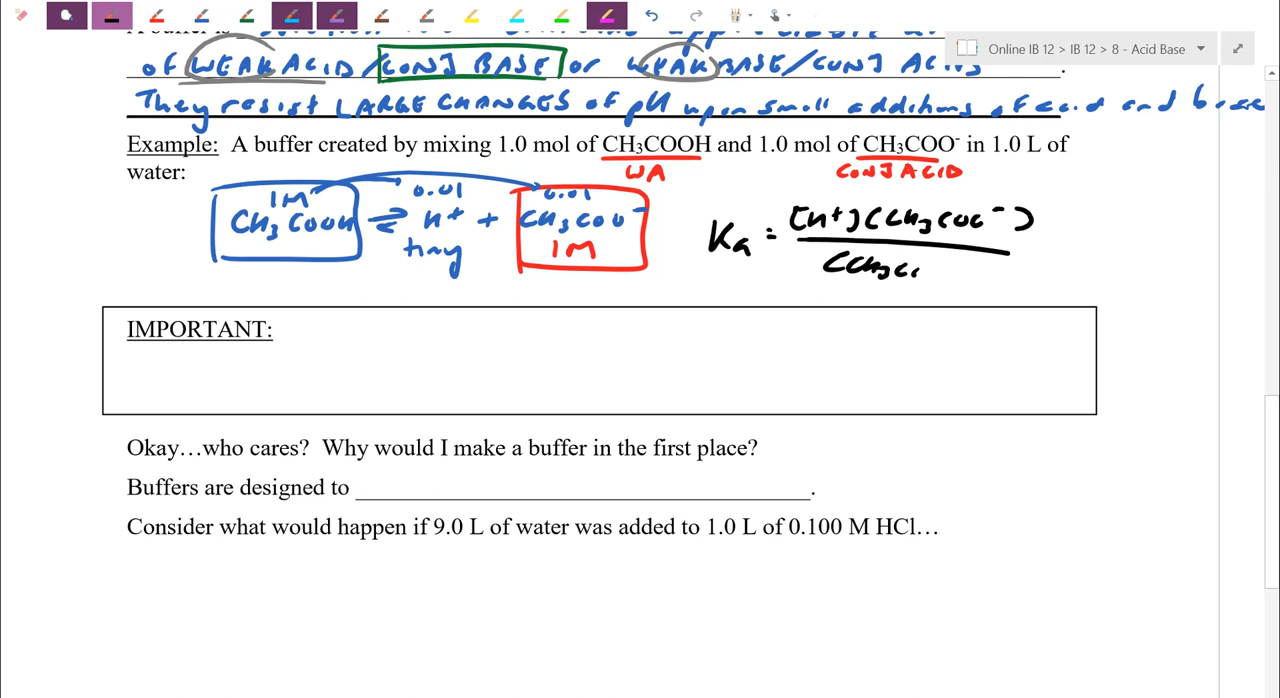 Online IB 12 > IB 12 > 8 - Acid Base
of WEAK ACID/CONJ BASE or WEAK BASE/CONJ ACIDS.
They resist LARGE CHANGES of pH upon small additions of acid and base
Example: A buffer created by mixing 1.0 mol of CH₃COOH and 1.0 mol of CH₃COO⁻ in 1.0 L of
WA CONJ ACID
water:
1M 0.01 0.01
CH₃COOH ⇌ H⁺ + CH₃COO⁻
tiny 1M
Ka = [H⁺][CH₃COO⁻]
[CH₃C
IMPORTANT:
Okay…who cares? Why would I make a buffer in the first place?
Buffers are designed to ________________________________________.
Consider what would happen if 9.0 L of water was added to 1.0 L of 0.100 M HCl…